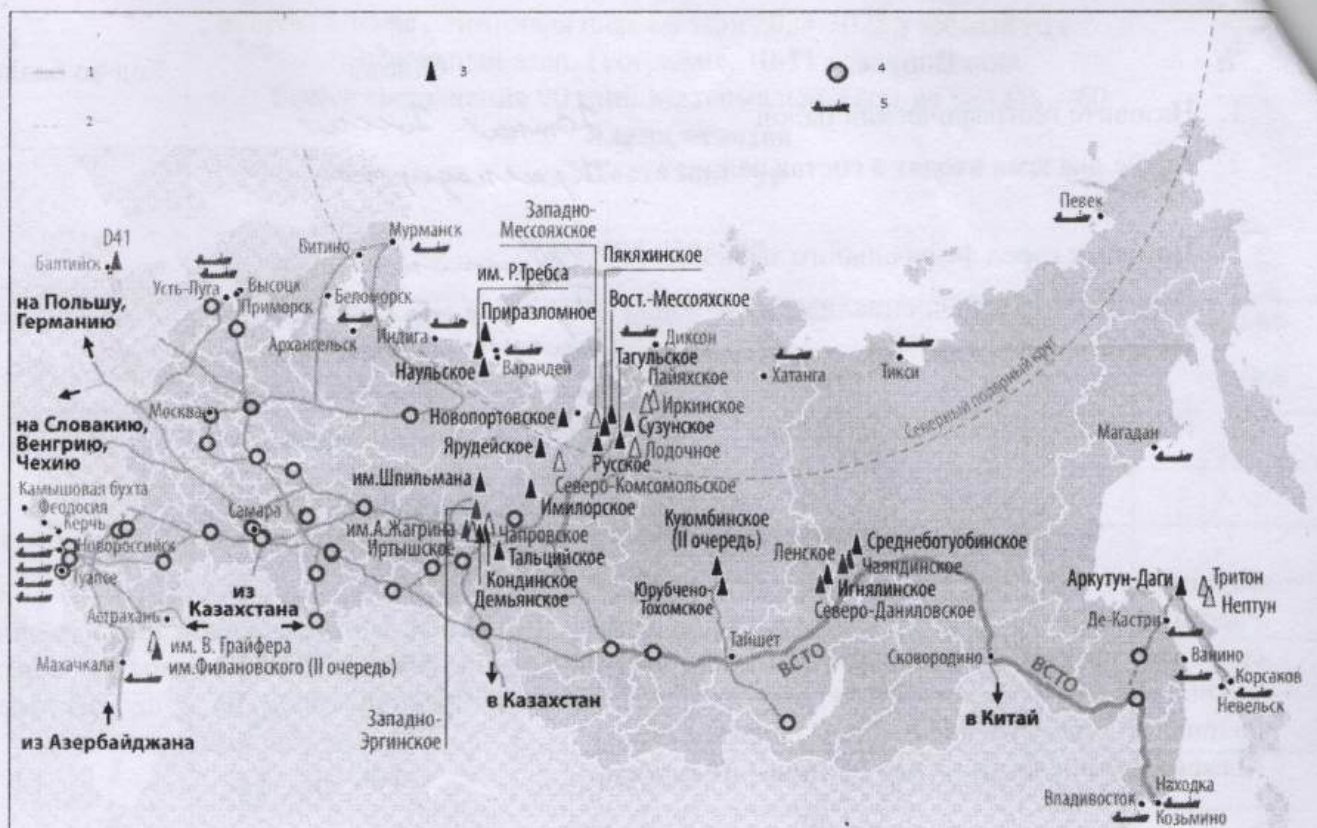 3
4
5
2
Певек
Западно-
Мессояхское
Мурманск
Витино
Пякяхинское
им. Р.Требса
Вост.-Мессояхское
D41
Балтийск
Усть-Луга
Высоцк
Приморск
Беломорск
Приразломное
на Польшу,
Германию
Архангельск
Индига
Варандей
Наульское
Диксон
Тагульское
Пайяхское
Иркинское
Хатанга
Тикси
Северный полярный круг
Москва
Новопортовское
Сузунское
Магадан
на Словакию,
Венгрию,
Чехию
Ярудейское
Лодочное
Русское
Северо-Комсомольское
им.Шпильмана
Имилорское
Камышовая бухта
Феодосия
Керчь
Новороссийск
Туапсе
Самара
им.А.Жагрина
Иртышское
Чапровское
Тальцийское
Кондинское
Демьянское
Куюмбинское
(II очередь)
Ленское
Среднеботуобинское
Чаяндинское
Игнялинское
Северо-Даниловское
Юрубчено-
Тохомское
Аркутун-Даги
Тритон
Нептун
Де-Кастри
из
Казахстана
Астрахань
им. В. Грайфера
им.Филановского (II очередь)
Махачкала
Тайшет
ВСТО
Сковородино
ВСТО
Ванино
Корсаков
Невельск
в Казахстан
в Китай
Западно-
Эргинское
из Азербайджана
Находка
Владивосток
Козьмино